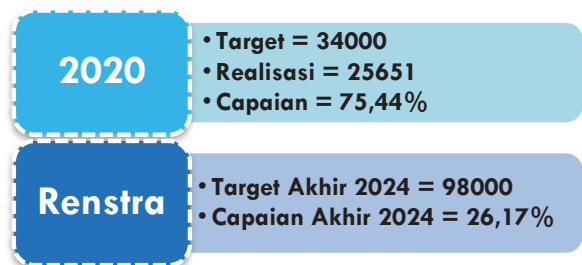 2020
• Target = 34000
• Realisasi = 25651
• Capaian = 75,44%
Renstra
• Target Akhir 2024 = 98000
• Capaian Akhir 2024 = 26,17%